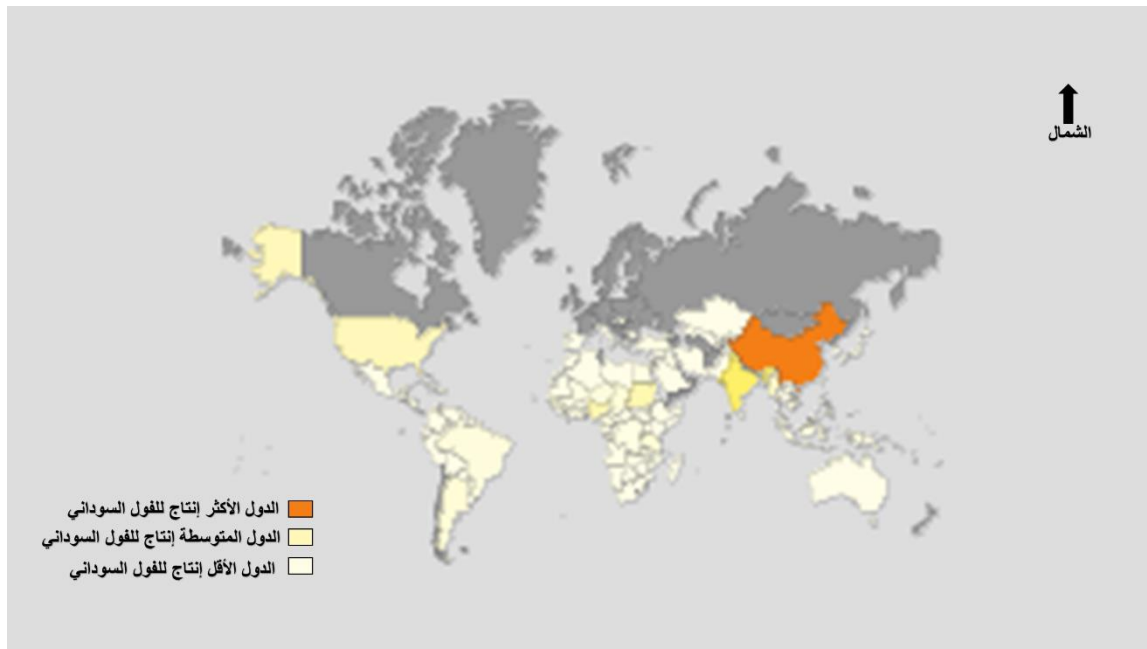 الشمال
الدول الأكثر إنتاج للفول السوداني
الدول المتوسطة إنتاج للفول السوداني
الدول الأقل إنتاج للفول السوداني